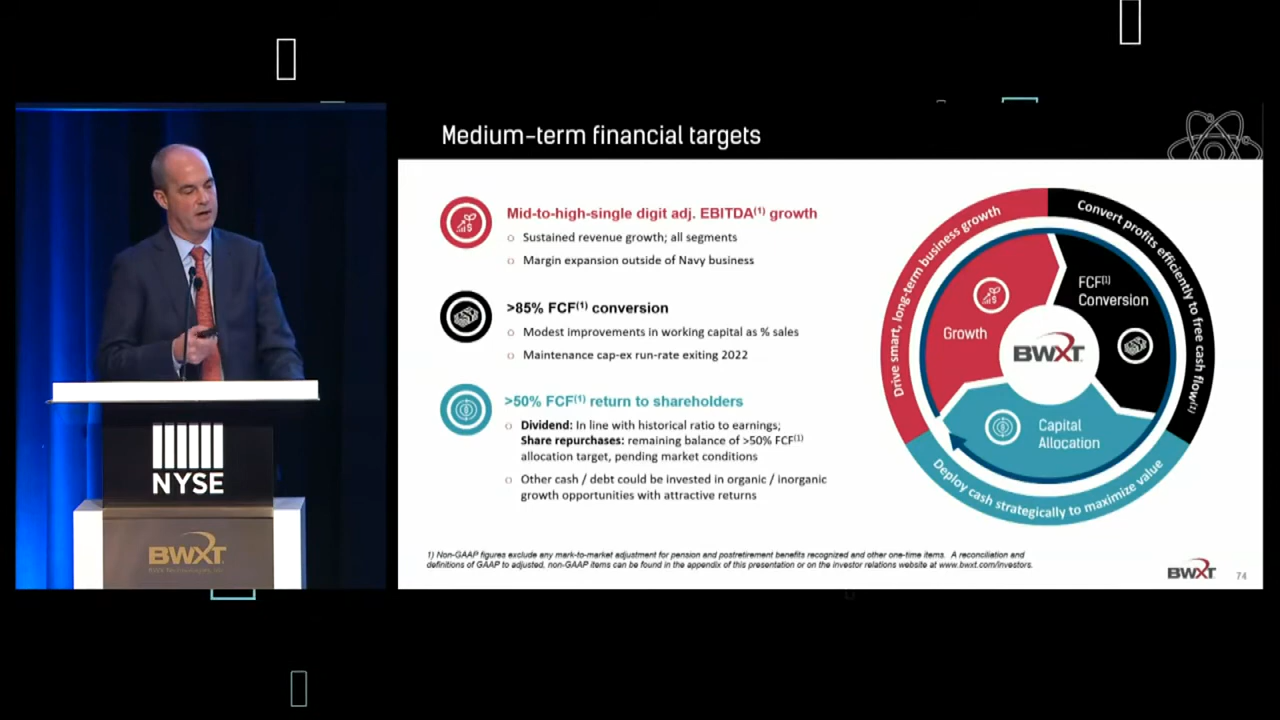 Medium-term financial targets
Mid-to-high-single digit adj. EBITDA(1) growth
Sustained revenue growth; all segments
Margin expansion outside of Navy business
>85% FCF(1) conversion
Modest improvements in working capital as % sales
Maintenance cap-ex run-rate exiting 2022
>50% FCF(1) return to shareholders
Dividend: In line with historical ratio to earnings;
Share repurchases: remaining balance of >50% FCF(1)
allocation target, pending market conditions
Other cash / debt could be invested in organic / inorganic
growth opportunities with attractive returns
Drive smart, long-term business growth
Convert profits efficiently to free cash flow(1)
Deploy cash strategically to maximize value
Growth
FCF(1)
Conversion
BWXT
Capital
Allocation
1) Non-GAAP figures exclude any mark-to-market adjustment for pension and postretirement benefits recognized and other one-time items. A reconciliation and
definitions of GAAP to adjusted, non-GAAP items can be found in the appendix of this presentation or on the investor relations website at www.bwxt.com/investors.
BWXT
74
NYSE
BWXT